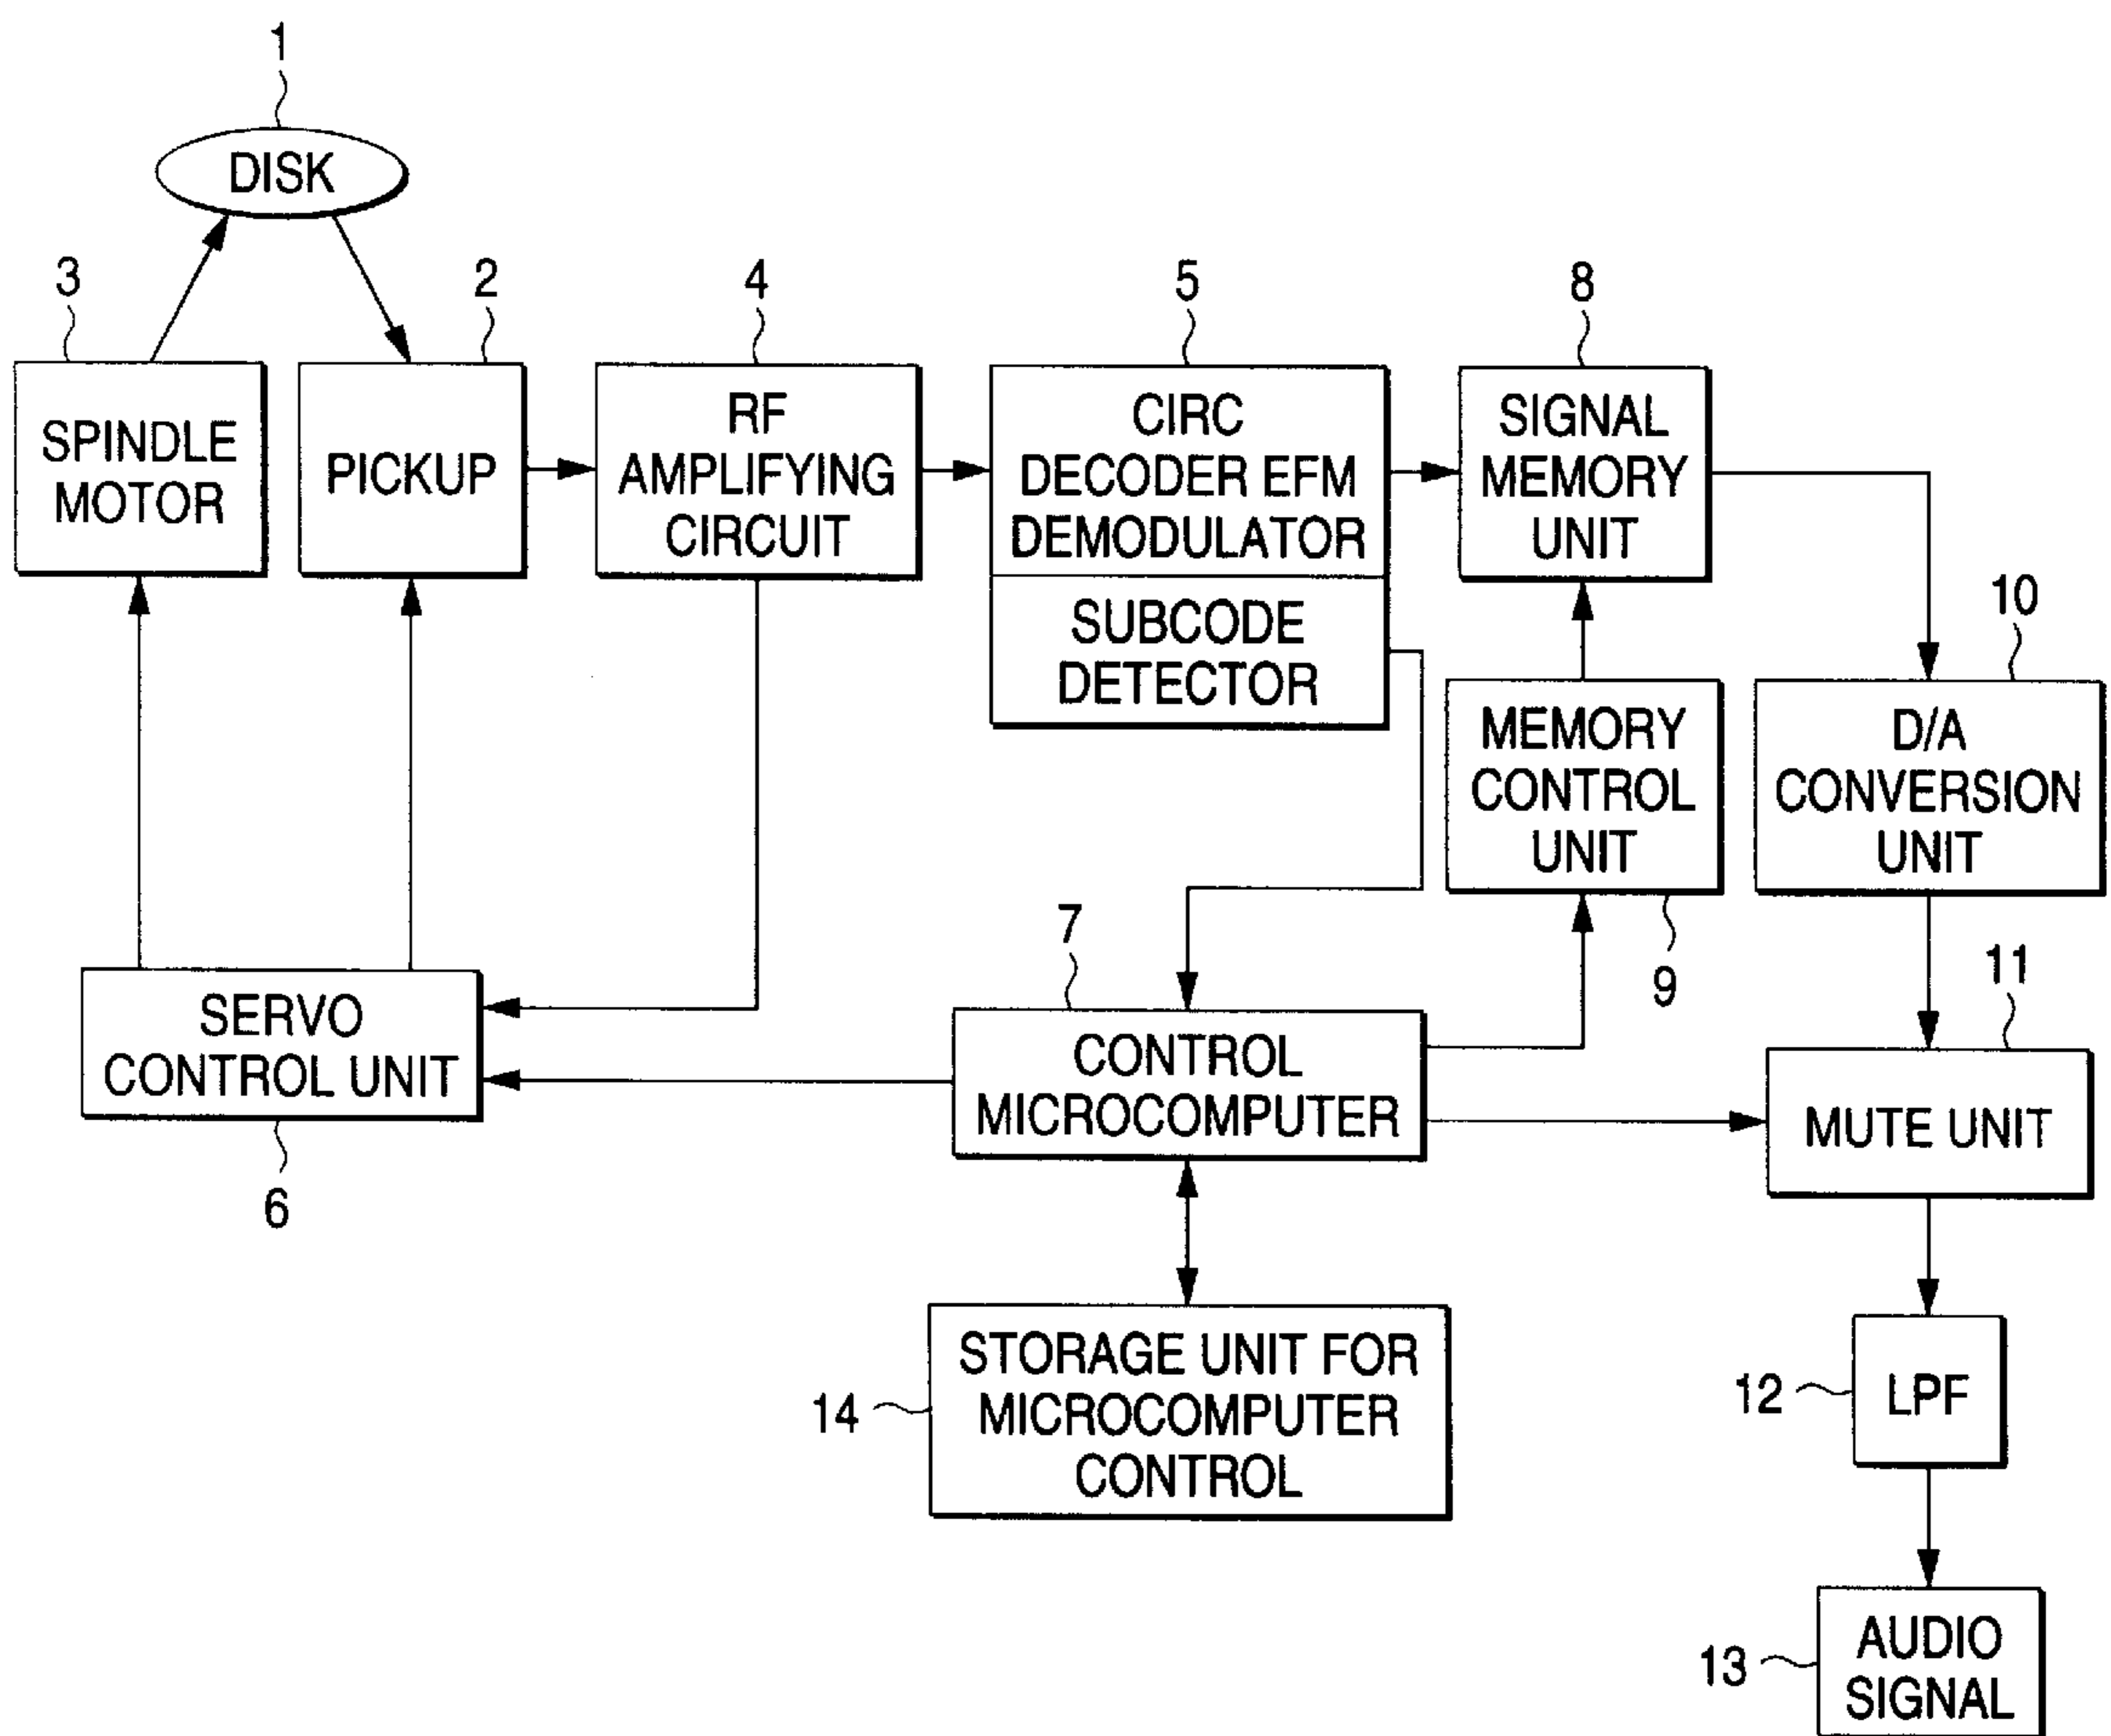 1
DISK
3
2
4
5
8
SPINDLE
MOTOR
PICKUP
RF
AMPLIFYING
CIRCUIT
CIRC
DECODER EFM
DEMODULATOR
SUBCODE
DETECTOR
SIGNAL
MEMORY
UNIT
10
MEMORY
CONTROL
UNIT
9
D/A
CONVERSION
UNIT
7
11
SERVO
CONTROL UNIT
6
CONTROL
MICROCOMPUTER
MUTE UNIT
14
STORAGE UNIT FOR
MICROCOMPUTER
CONTROL
12
LPF
13
AUDIO
SIGNAL